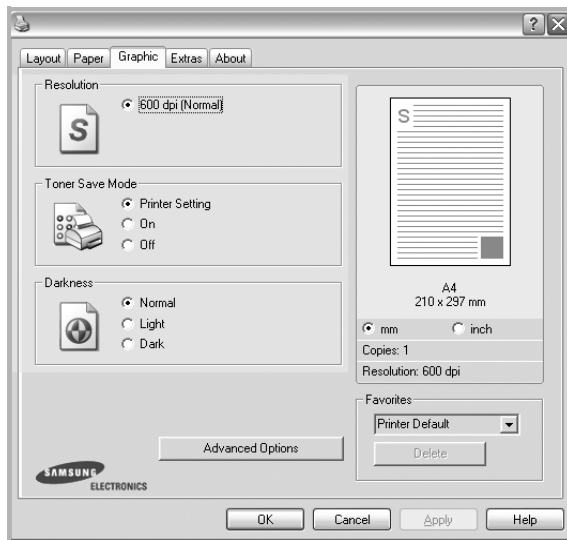 Layout Paper Graphic Extras About
Resolution
S
600 dpi (Normal)
Toner Save Mode
Printer Setting
On
Off
Darkness
Normal
Light
Dark
Advanced Options
SAMSUNG
ELECTRONICS
S
A4
210 x 297 mm
mm inch
Copies: 1
Resolution: 600 dpi
Favorites
Printer Default
Delete
OK Cancel Apply Help